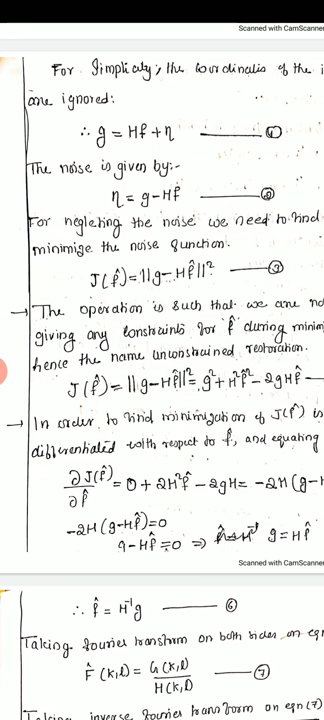 Scanned with CamScanner
For Simplicaty, the coordinates of the i
are ignored:
∴ g = Hf + η —— ①
The noise is given by:-
η = g - Hf̂ —— ②
For negleting the noise we need to find
minimize the noise function.
J(f̂) = ||g - Hf̂||² —— ③
→ The operation is such that we are no
giving any constraints for f̂ during minim
hence the name unconstrained restoration.
J(f̂) = ||g - Hf̂||² = g² + H²f̂² - 2gHf̂ —
→ In order to find minimization of J(f̂) is
differentiated with respect to f̂, and equating
∂J(f̂)/∂f̂ = 0 + 2H²f̂ - 2gH = -2H(g-H
-2H(g-Hf̂)=0
g-Hf̂=0 ⇒ g=Hf̂
Scanned with CamScanner
∴ f̂ = H⁻¹g —— ⑥
Taking fourier transform on both sides on eqn
F̂(k,l) = G(k,l)/H(k,l) —— ⑦
Taking inverse fourier transform on eqn (7)